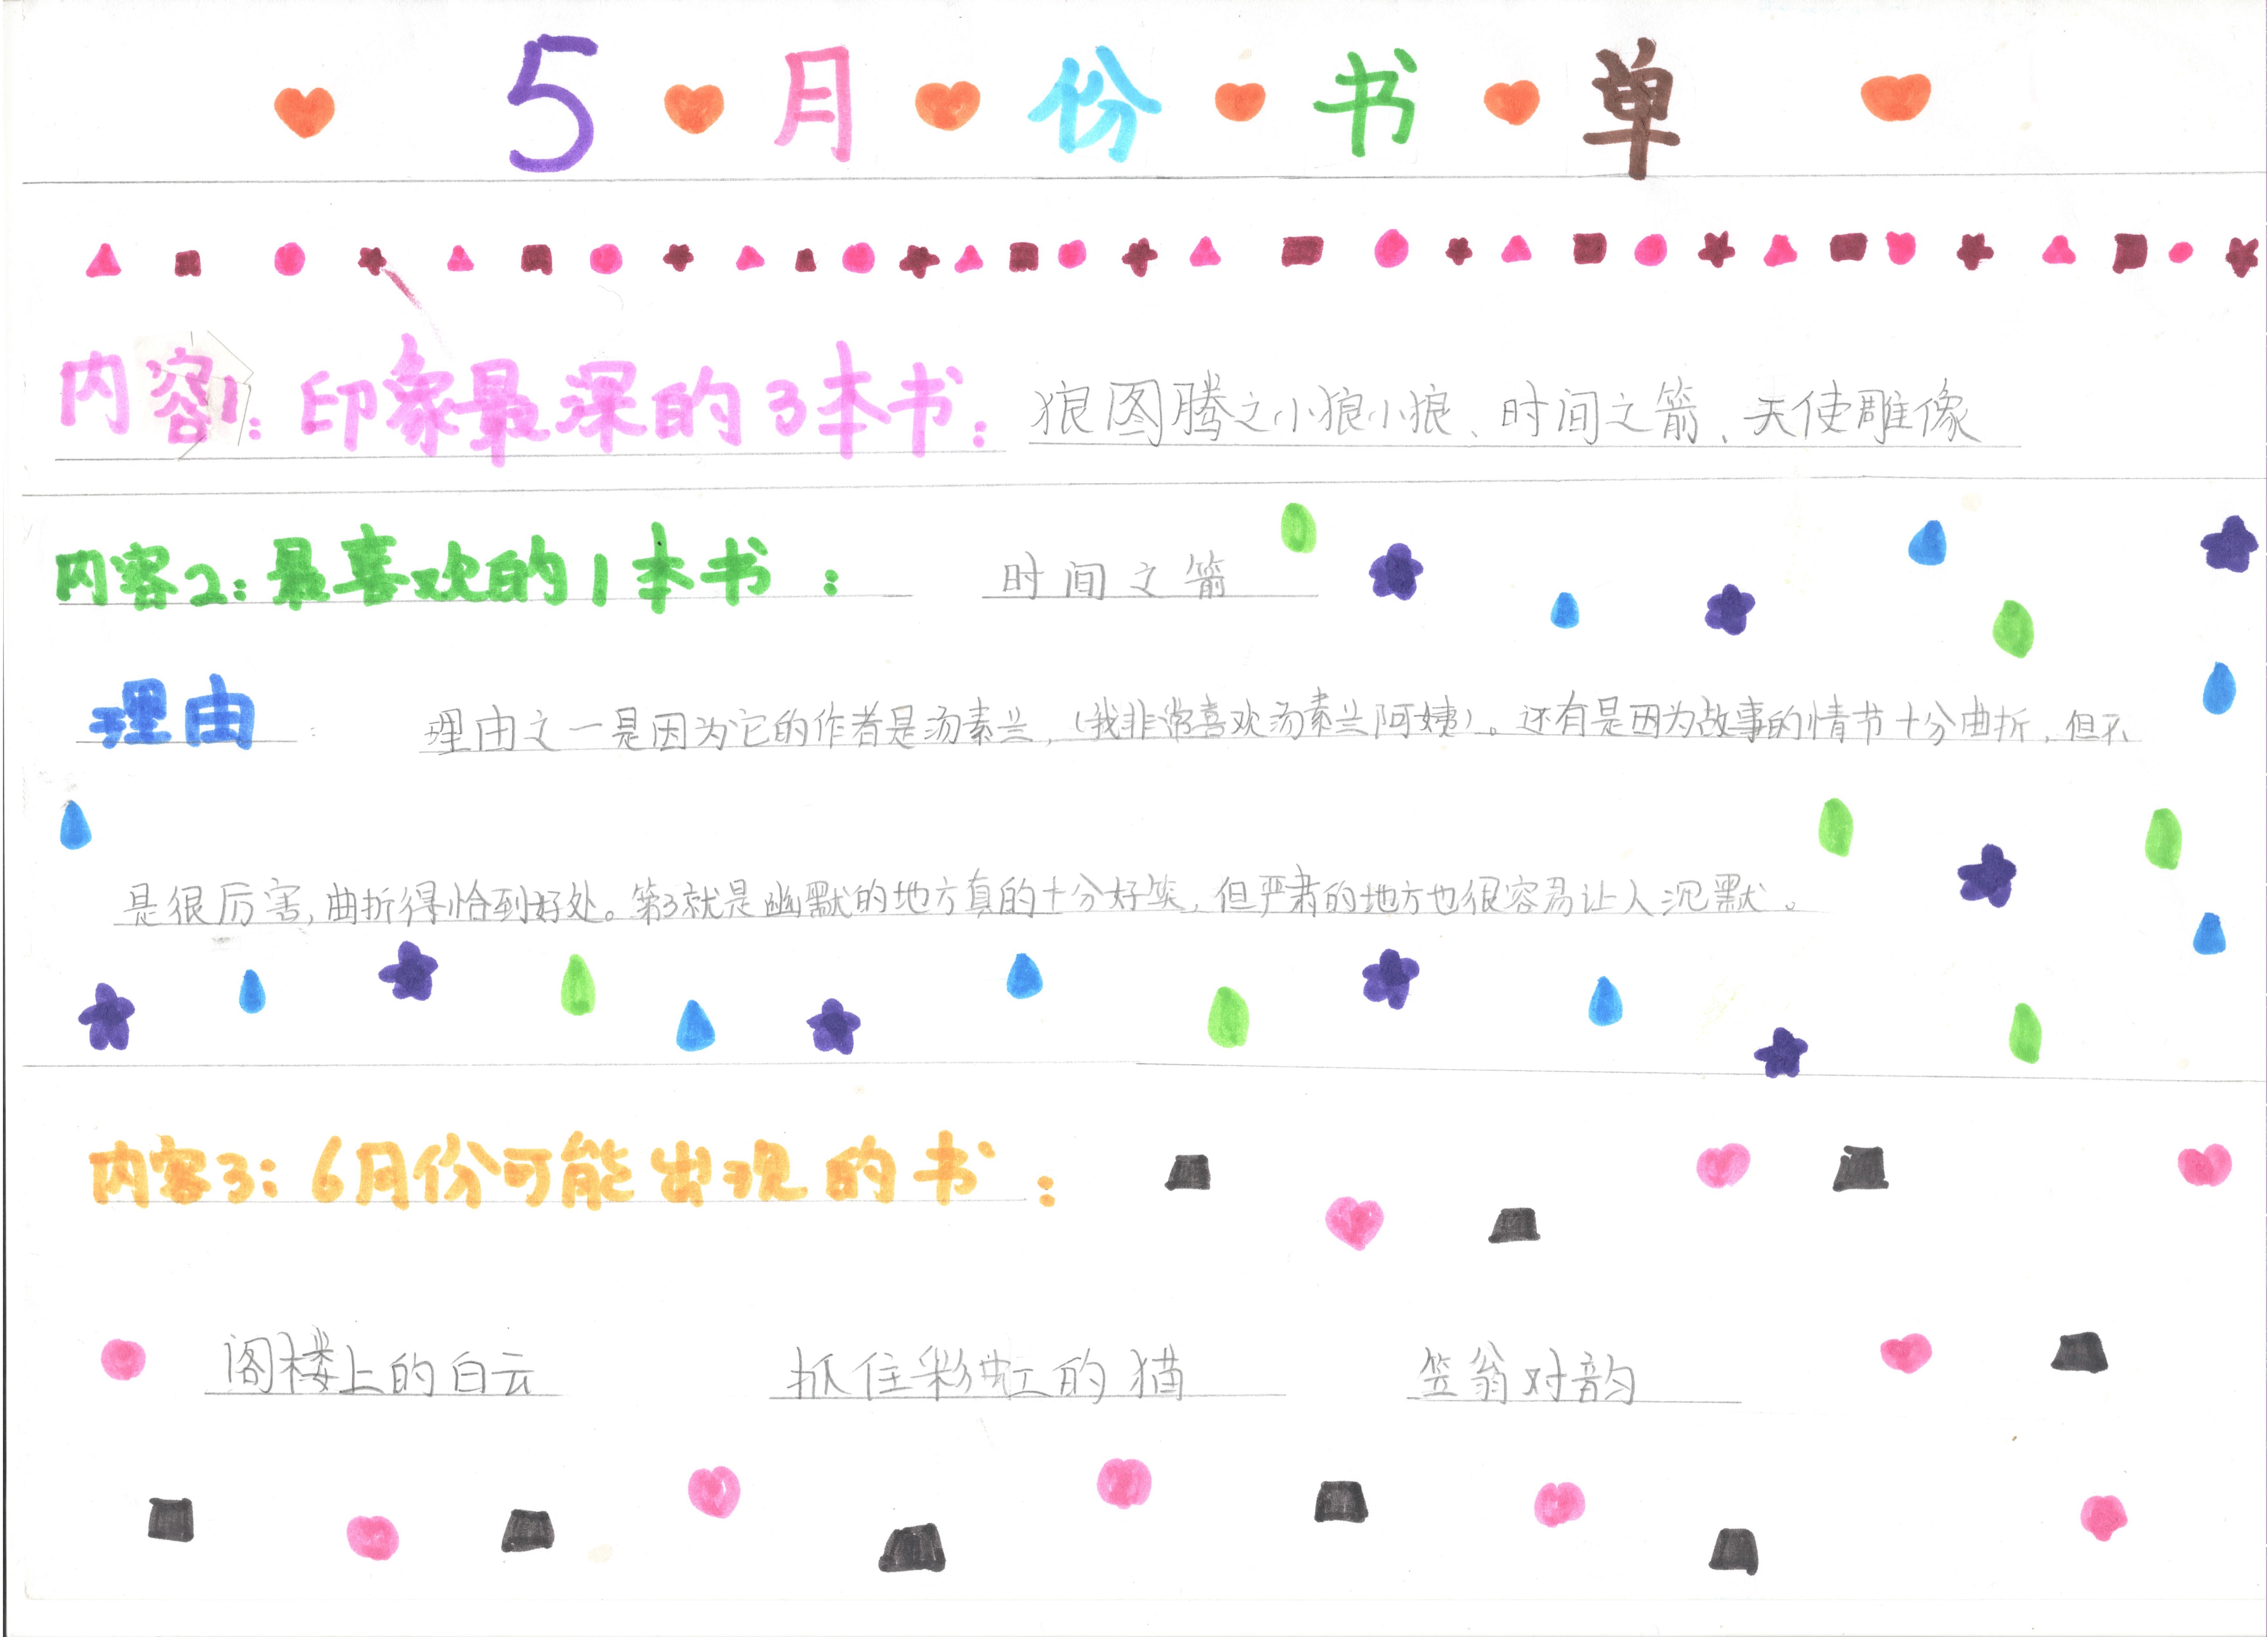 5月份书单
内容1:印象最深的3本书:狼图腾之小狼小狼、时间之箭、天使雕像
内容2:最喜欢的1本书: 时间之箭
理由: 理由之一是因为它的作者是汤素兰,(我非常喜欢汤素兰阿姨)。还有是因为故事的情节十分曲折,但不
是很厉害,曲折得恰到好处。第3就是幽默的地方真的十分好笑,但严肃的地方也很容易让人沉默。
内容3:6月份可能出现的书:
阁楼上的白云 抓住彩虹的猫 笠翁对韵